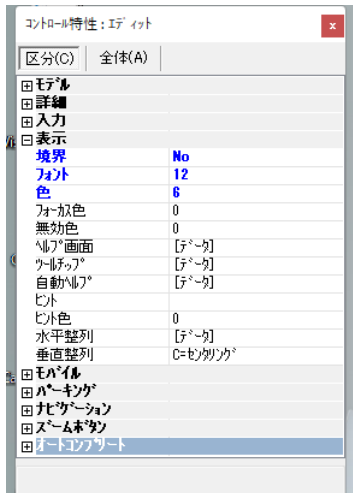 コントロール特性 : エディット
x
区分(C) 全体(A)
モデル
詳細
入力
表示
境界 No
フォント 12
色 6
フォーカス色 0
無効色 0
ヘルプ画面 [データ]
ツールチップ [データ]
自動ヘルプ [データ]
ヒント
ヒント色 0
水平整列 [データ]
垂直整列 C=センタリング
モバイル
パーキング
ナビゲーション
ズームボタン
オートコンプリート